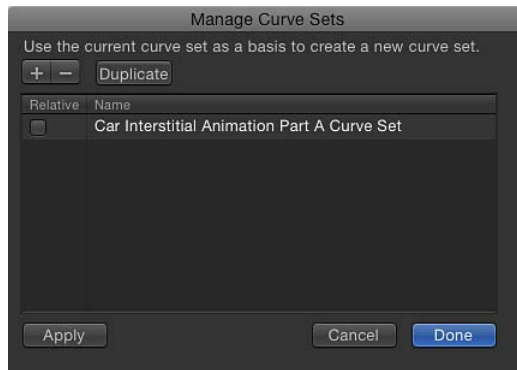 Manage Curve Sets
Use the current curve set as a basis to create a new curve set.
+ − Duplicate
Relative Name
Car Interstitial Animation Part A Curve Set
Apply Cancel Done